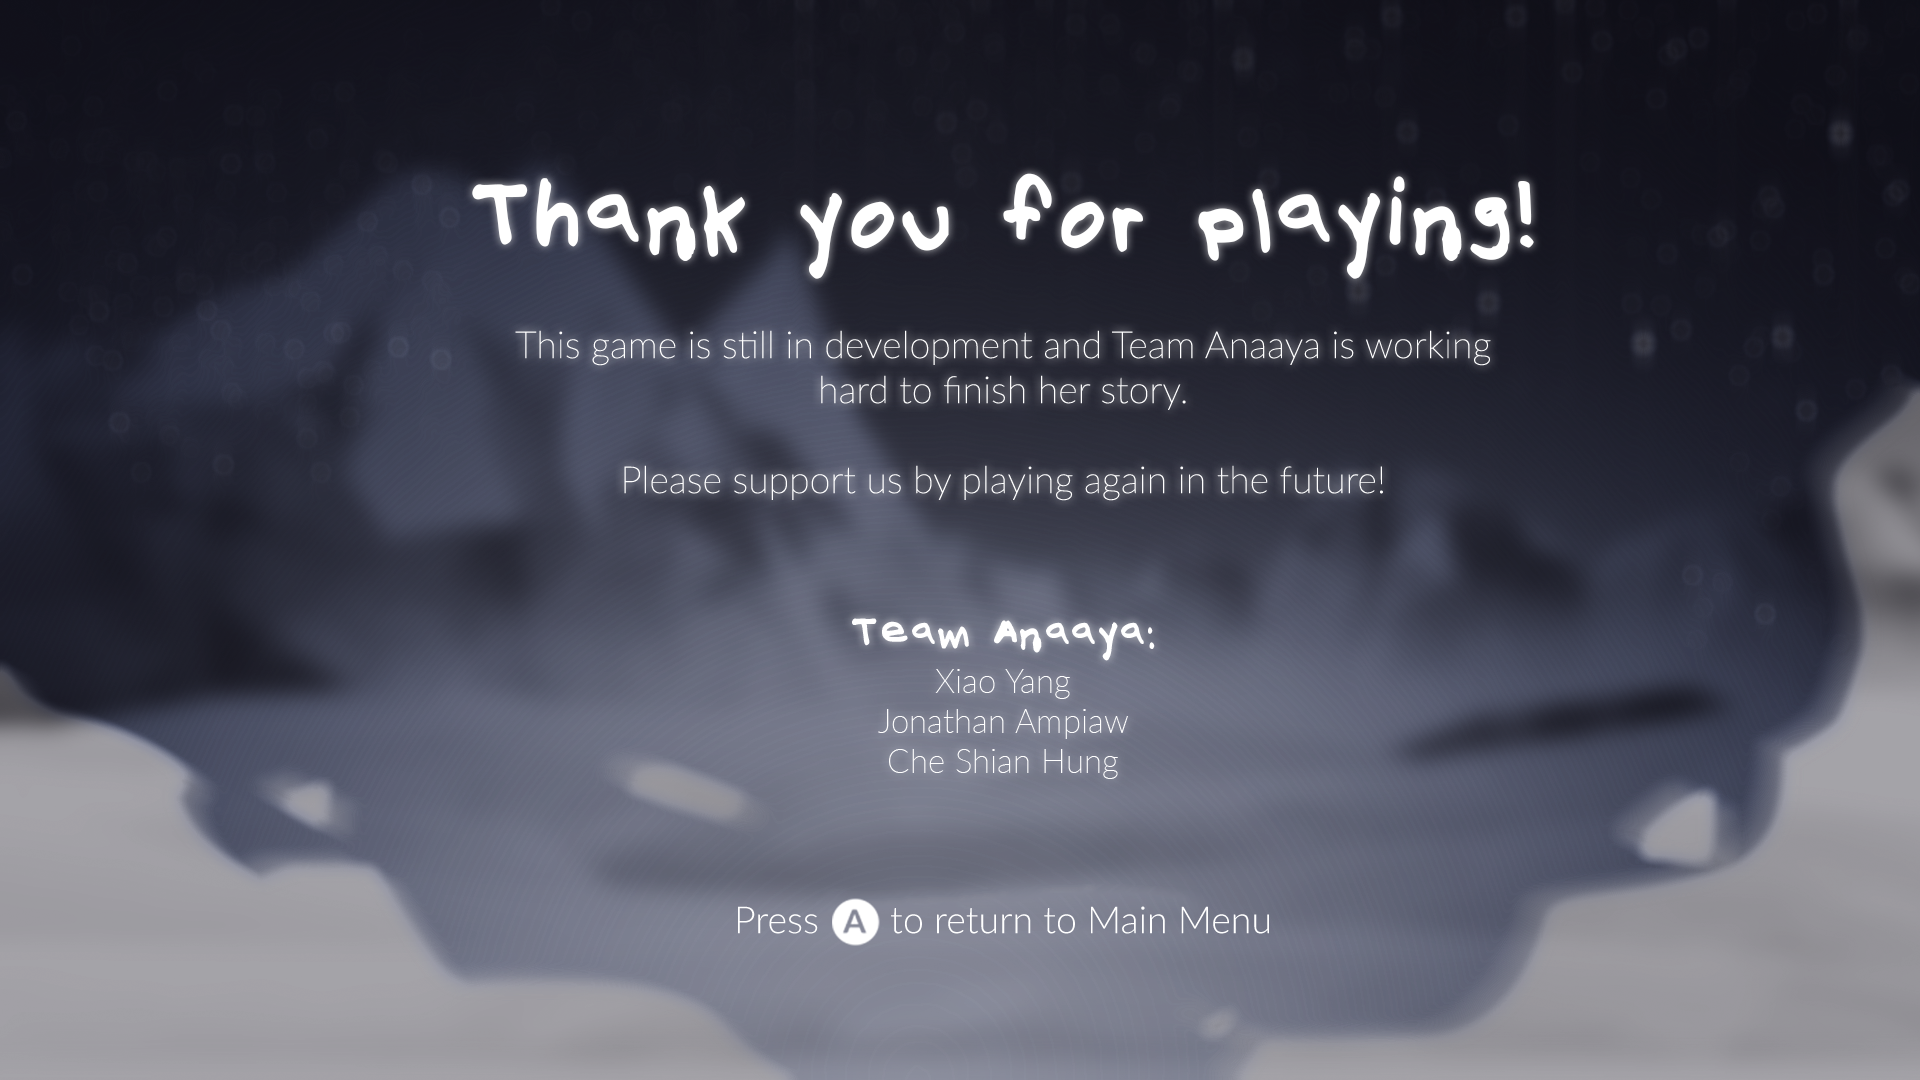 Thank you for playing!
This game is still in development and Team Anaaya is working
hard to finish her story.
Please support us by playing again in the future!
Team Anaaya:
Xiao Yang
Jonathan Ampiaw
Che Shian Hung
Press A to return to Main Menu